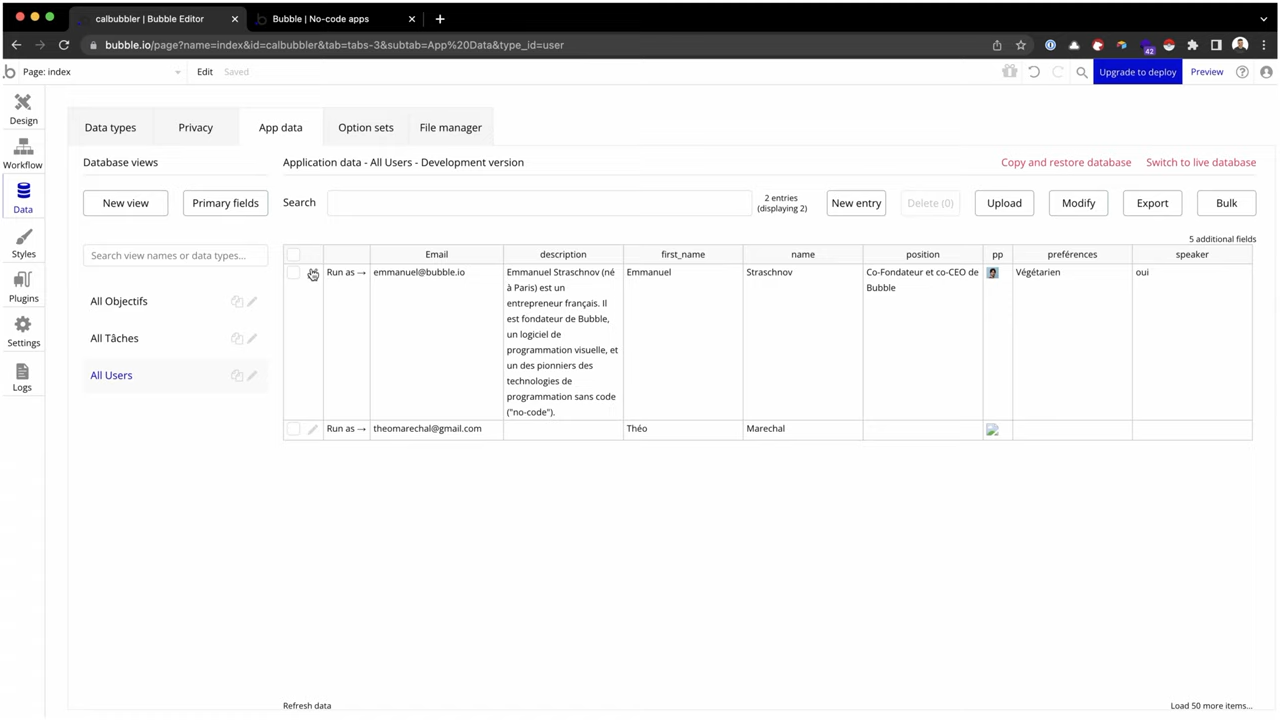 calbubbler | Bubble Editor
Bubble | No-code apps
bubble.io/page?name=index&id=calbubbler&tab=tabs-3&subtab=App%20Data&type_id=user
42
Page: index
Edit
Saved
Upgrade to deploy
Preview
Design
Workflow
Data
Styles
Plugins
Settings
Logs
Data types
Privacy
App data
Option sets
File manager
Database views
New view
Primary fields
Search view names or data types...
All Objectifs
All Tâches
All Users
Application data - All Users - Development version
Copy and restore database
Switch to live database
Search
2 entries
(displaying 2)
New entry
Delete (0)
Upload
Modify
Export
Bulk
5 additional fields
Email description first_name name position pp preférences speaker
Run as → emmanuel@bubble.io
Emmanuel Straschnov (né
à Paris) est un
entrepreneur français. Il
est fondateur de Bubble,
un logiciel de
programmation visuelle, et
un des pionniers des
technologies de
programmation sans code
("no-code").
Emmanuel
Straschnov
Co-Fondateur et co-CEO de
Bubble
Végétarien
oui
Run as → theomarechal@gmail.com Théo Marechal
Refresh data
Load 50 more items...